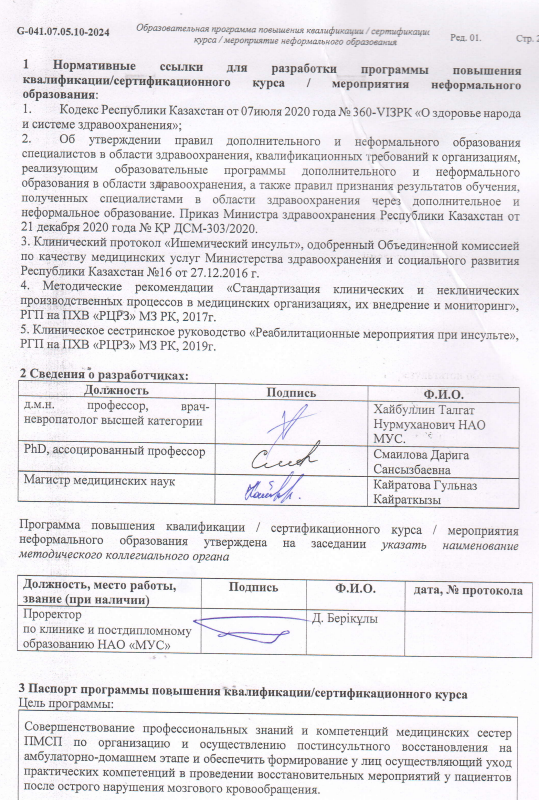 G-041.07.05.10-2024
Образовательная программа повышения квалификации / сертификации
курса / мероприятие неформального образования
Ред. 01.
Стр. 2
1 Нормативные ссылки для разработки программы повышения
квалификации/сертификационного курса / мероприятия неформального
образования:
1. Кодекс Республики Казахстан от 07июля 2020 года № 360-VIЗРК «О здоровье народа
и системе здравоохранения»;
2. Об утверждении правил дополнительного и неформального образования
специалистов в области здравоохранения, квалификационных требований к организациям,
реализующим образовательные программы дополнительного и неформального
образования в области здравоохранения, а также правил признания результатов обучения,
полученных специалистами в области здравоохранения через дополнительное и
неформальное образование. Приказ Министра здравоохранения Республики Казахстан от
21 декабря 2020 года № ҚР ДСМ-303/2020.
3. Клинический протокол «Ишемический инсульт», одобренный Объединенной комиссией
по качеству медицинских услуг Министерства здравоохранения и социального развития
Республики Казахстан №16 от 27.12.2016 г.
4. Методические рекомендации «Стандартизация клинических и неклинических
производственных процессов в медицинских организациях, их внедрение и мониторинг»,
РГП на ПХВ «РЦРЗ» МЗ РК, 2017г.
5. Клиническое сестринское руководство «Реабилитационные мероприятия при инсульте»,
РГП на ПХВ «РЦРЗ» МЗ РК, 2019г.
2 Сведения о разработчиках:
Должность Подпись Ф.И.О.
д.м.н. профессор, врач-
невропатолог высшей категории
Хайбуллин Талгат
Нурмуханович НАО
МУС.
PhD, ассоциированный профессор
Смаилова Дарига
Сансызбаевна
Магистр медицинских наук
Кайратова Гульназ
Кайраткызы
Программа повышения квалификации / сертификационного курса / мероприятия
неформального образования утверждена на заседании указать наименование
методического коллегиального органа
Должность, место работы,
звание (при наличии)
Подпись Ф.И.О. дата, № протокола
Проректор
по клинике и постдипломному
образованию НАО «МУС»
Д. Берікұлы
3 Паспорт программы повышения квалификации/сертификационного курса
Цель программы:
Совершенствование профессиональных знаний и компетенций медицинских сестер
ПМСП по организацию и осуществлению постинсультного восстановления на
амбулаторно-домашнем этапе и обеспечить формирование у лиц осуществляющий уход
практических компетенций в проведении восстановительных мероприятий у пациентов
после острого нарушения мозгового кровообращения.